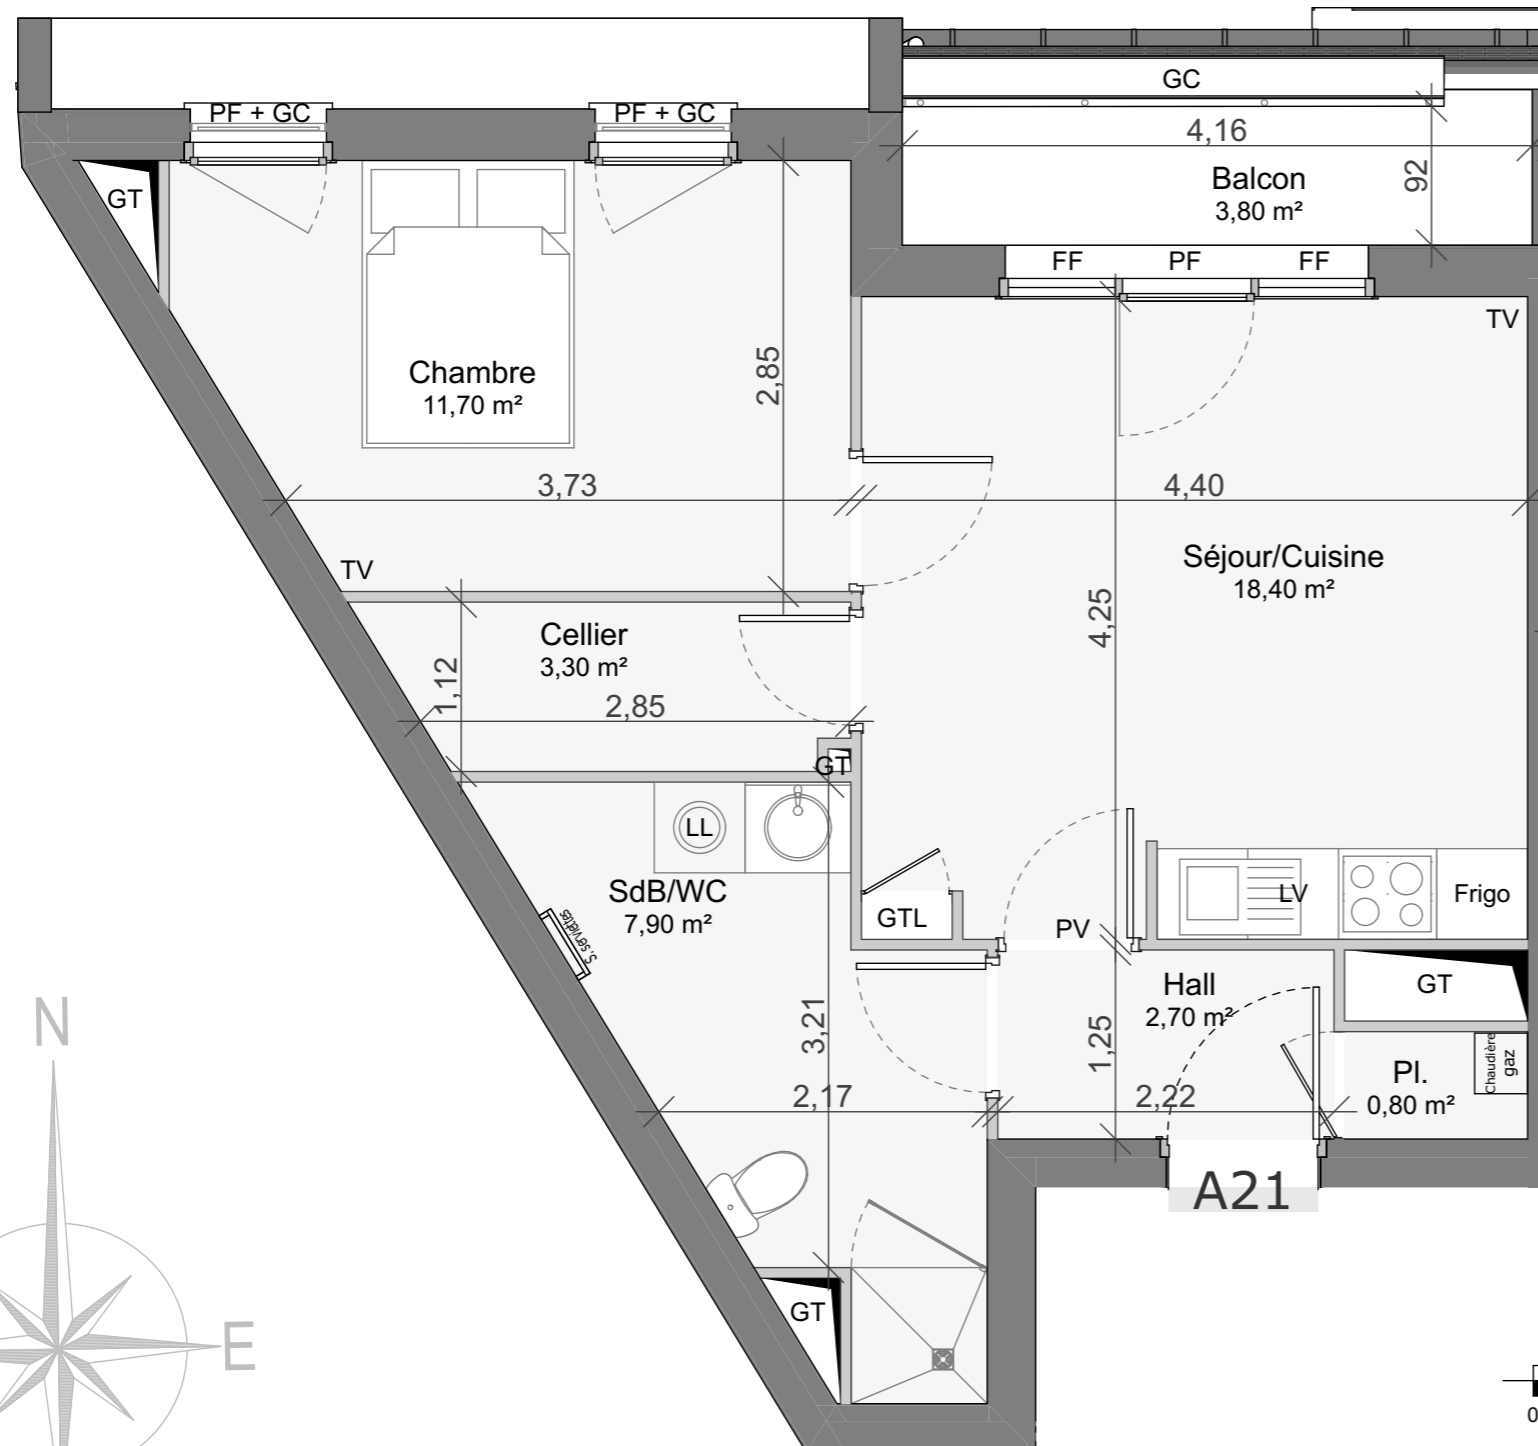 GC
PF + GC
PF + GC
4,16
92
Balcon
3,80 m²
GT
FF
PF
FF
TV
Chambre
11,70 m²
2,85
3,73
4,40
TV
Séjour/Cuisine
18,40 m²
4,25
Cellier
3,30 m²
1,12
2,85
GT
LL
SdB/WC
7,90 m²
S. serviettes
GTL
PV
LV
Frigo
Hall
2,70 m²
GT
3,21
1,25
2,17
2,22
Pl.
0,80 m²
Chaudière
gaz
A21
GT
N
E
0